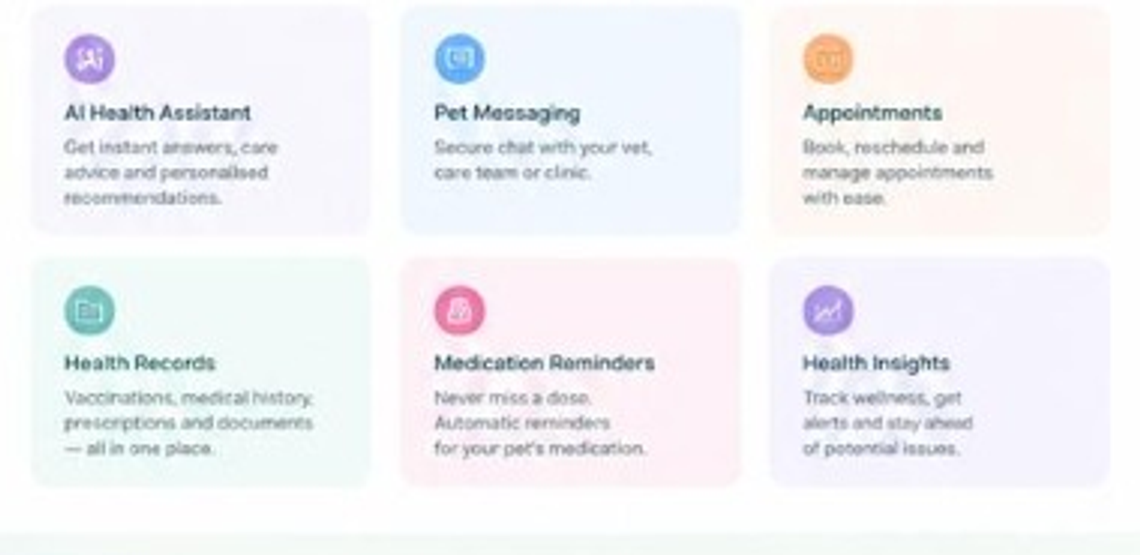 AI Health Assistant
Get instant answers, care
advice and personalised
recommendations.
Pet Messaging
Secure chat with your vet,
care team or clinic.
Appointments
Book, reschedule and
manage appointments
with ease.
Health Records
Vaccinations, medical history,
prescriptions and documents
— all in one place.
Medication Reminders
Never miss a dose.
Automatic reminders
for your pet's medication.
Health Insights
Track wellness, get
alerts and stay ahead
of potential issues.